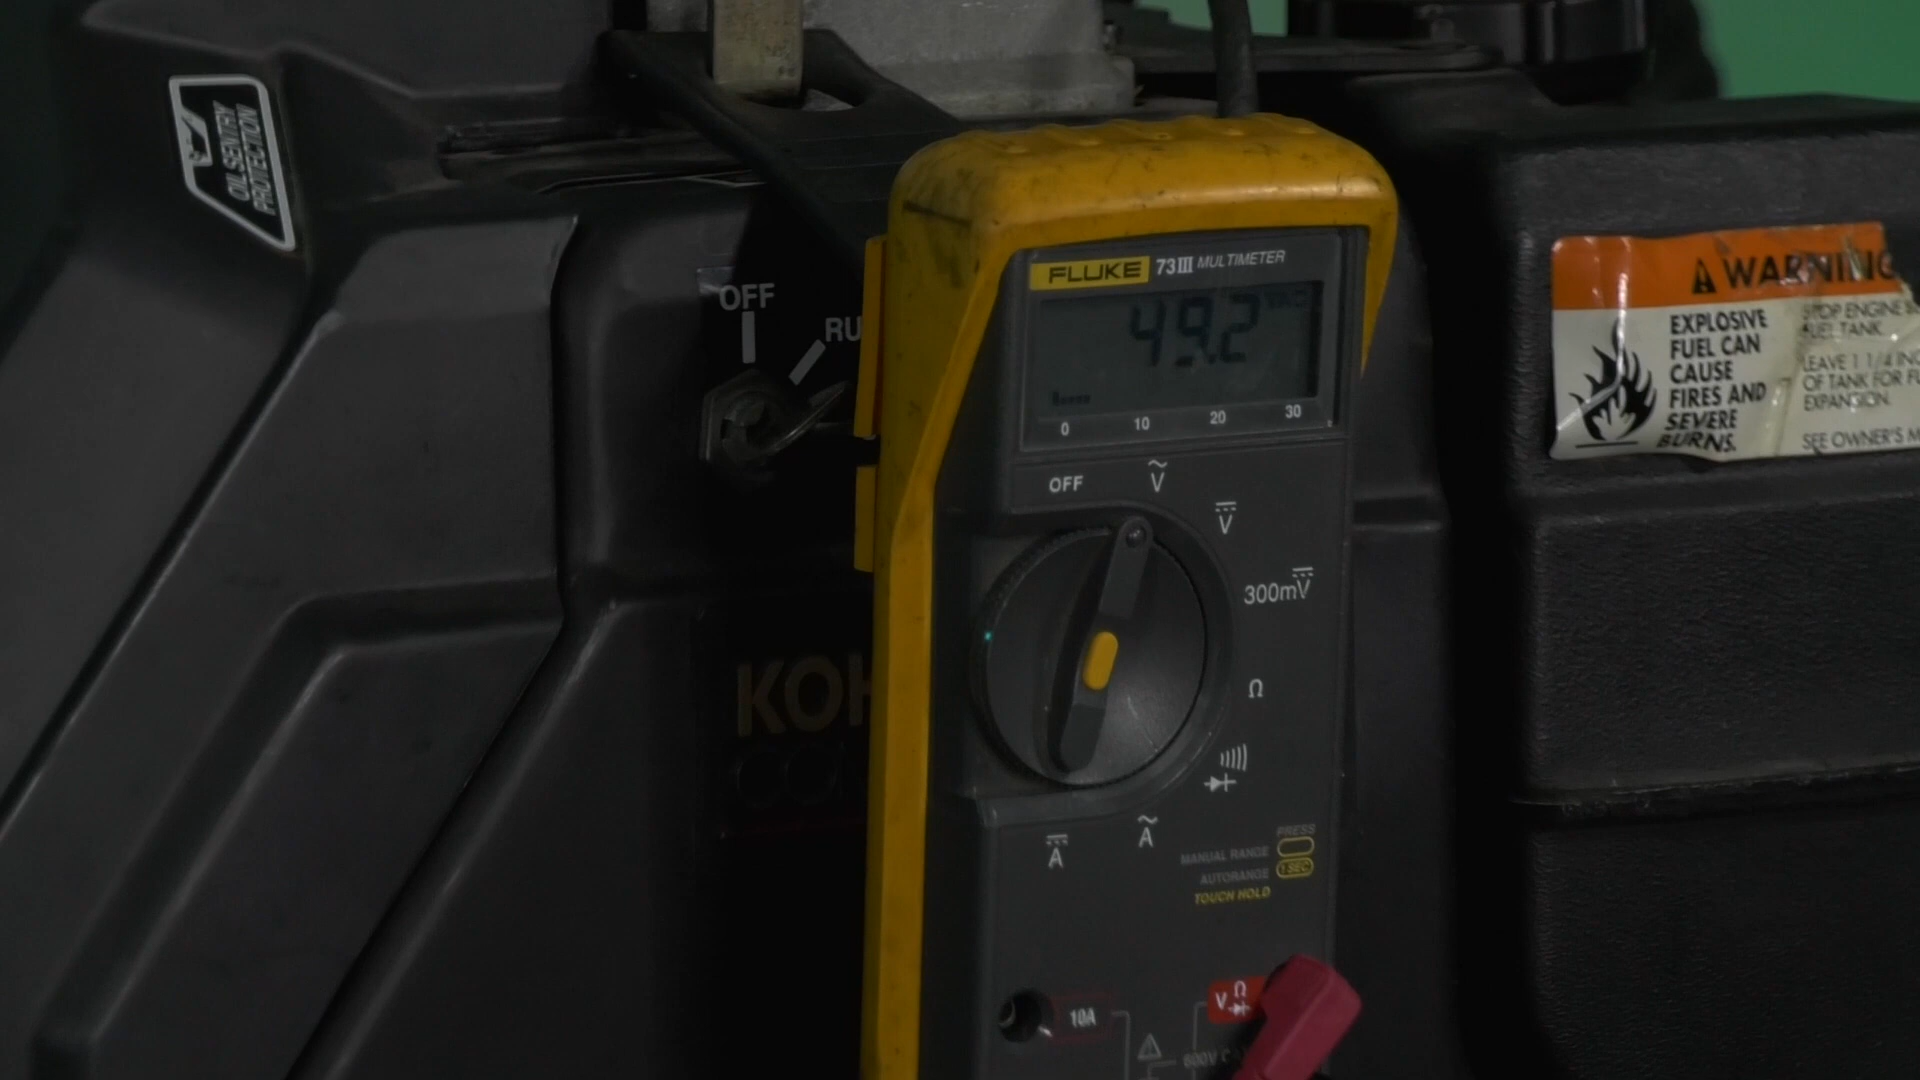 OIL SENTRY
PROTECTION
OFF
RU
KOH
FLUKE 73III MULTIMETER
49.2 VAC
0 10 20 30
OFF
V
V
300mV
Ω
A
A
PRESS
MANUAL RANGE
AUTORANGE 1 SEC
TOUCH HOLD
10A
V Ω
600V
WARNING
EXPLOSIVE
FUEL CAN
CAUSE
FIRES AND
SEVERE
BURNS.
STOP ENGINE
FUEL TANK.
LEAVE 1 1/4
OF TANK FOR
EXPANSION.
SEE OWNER'S